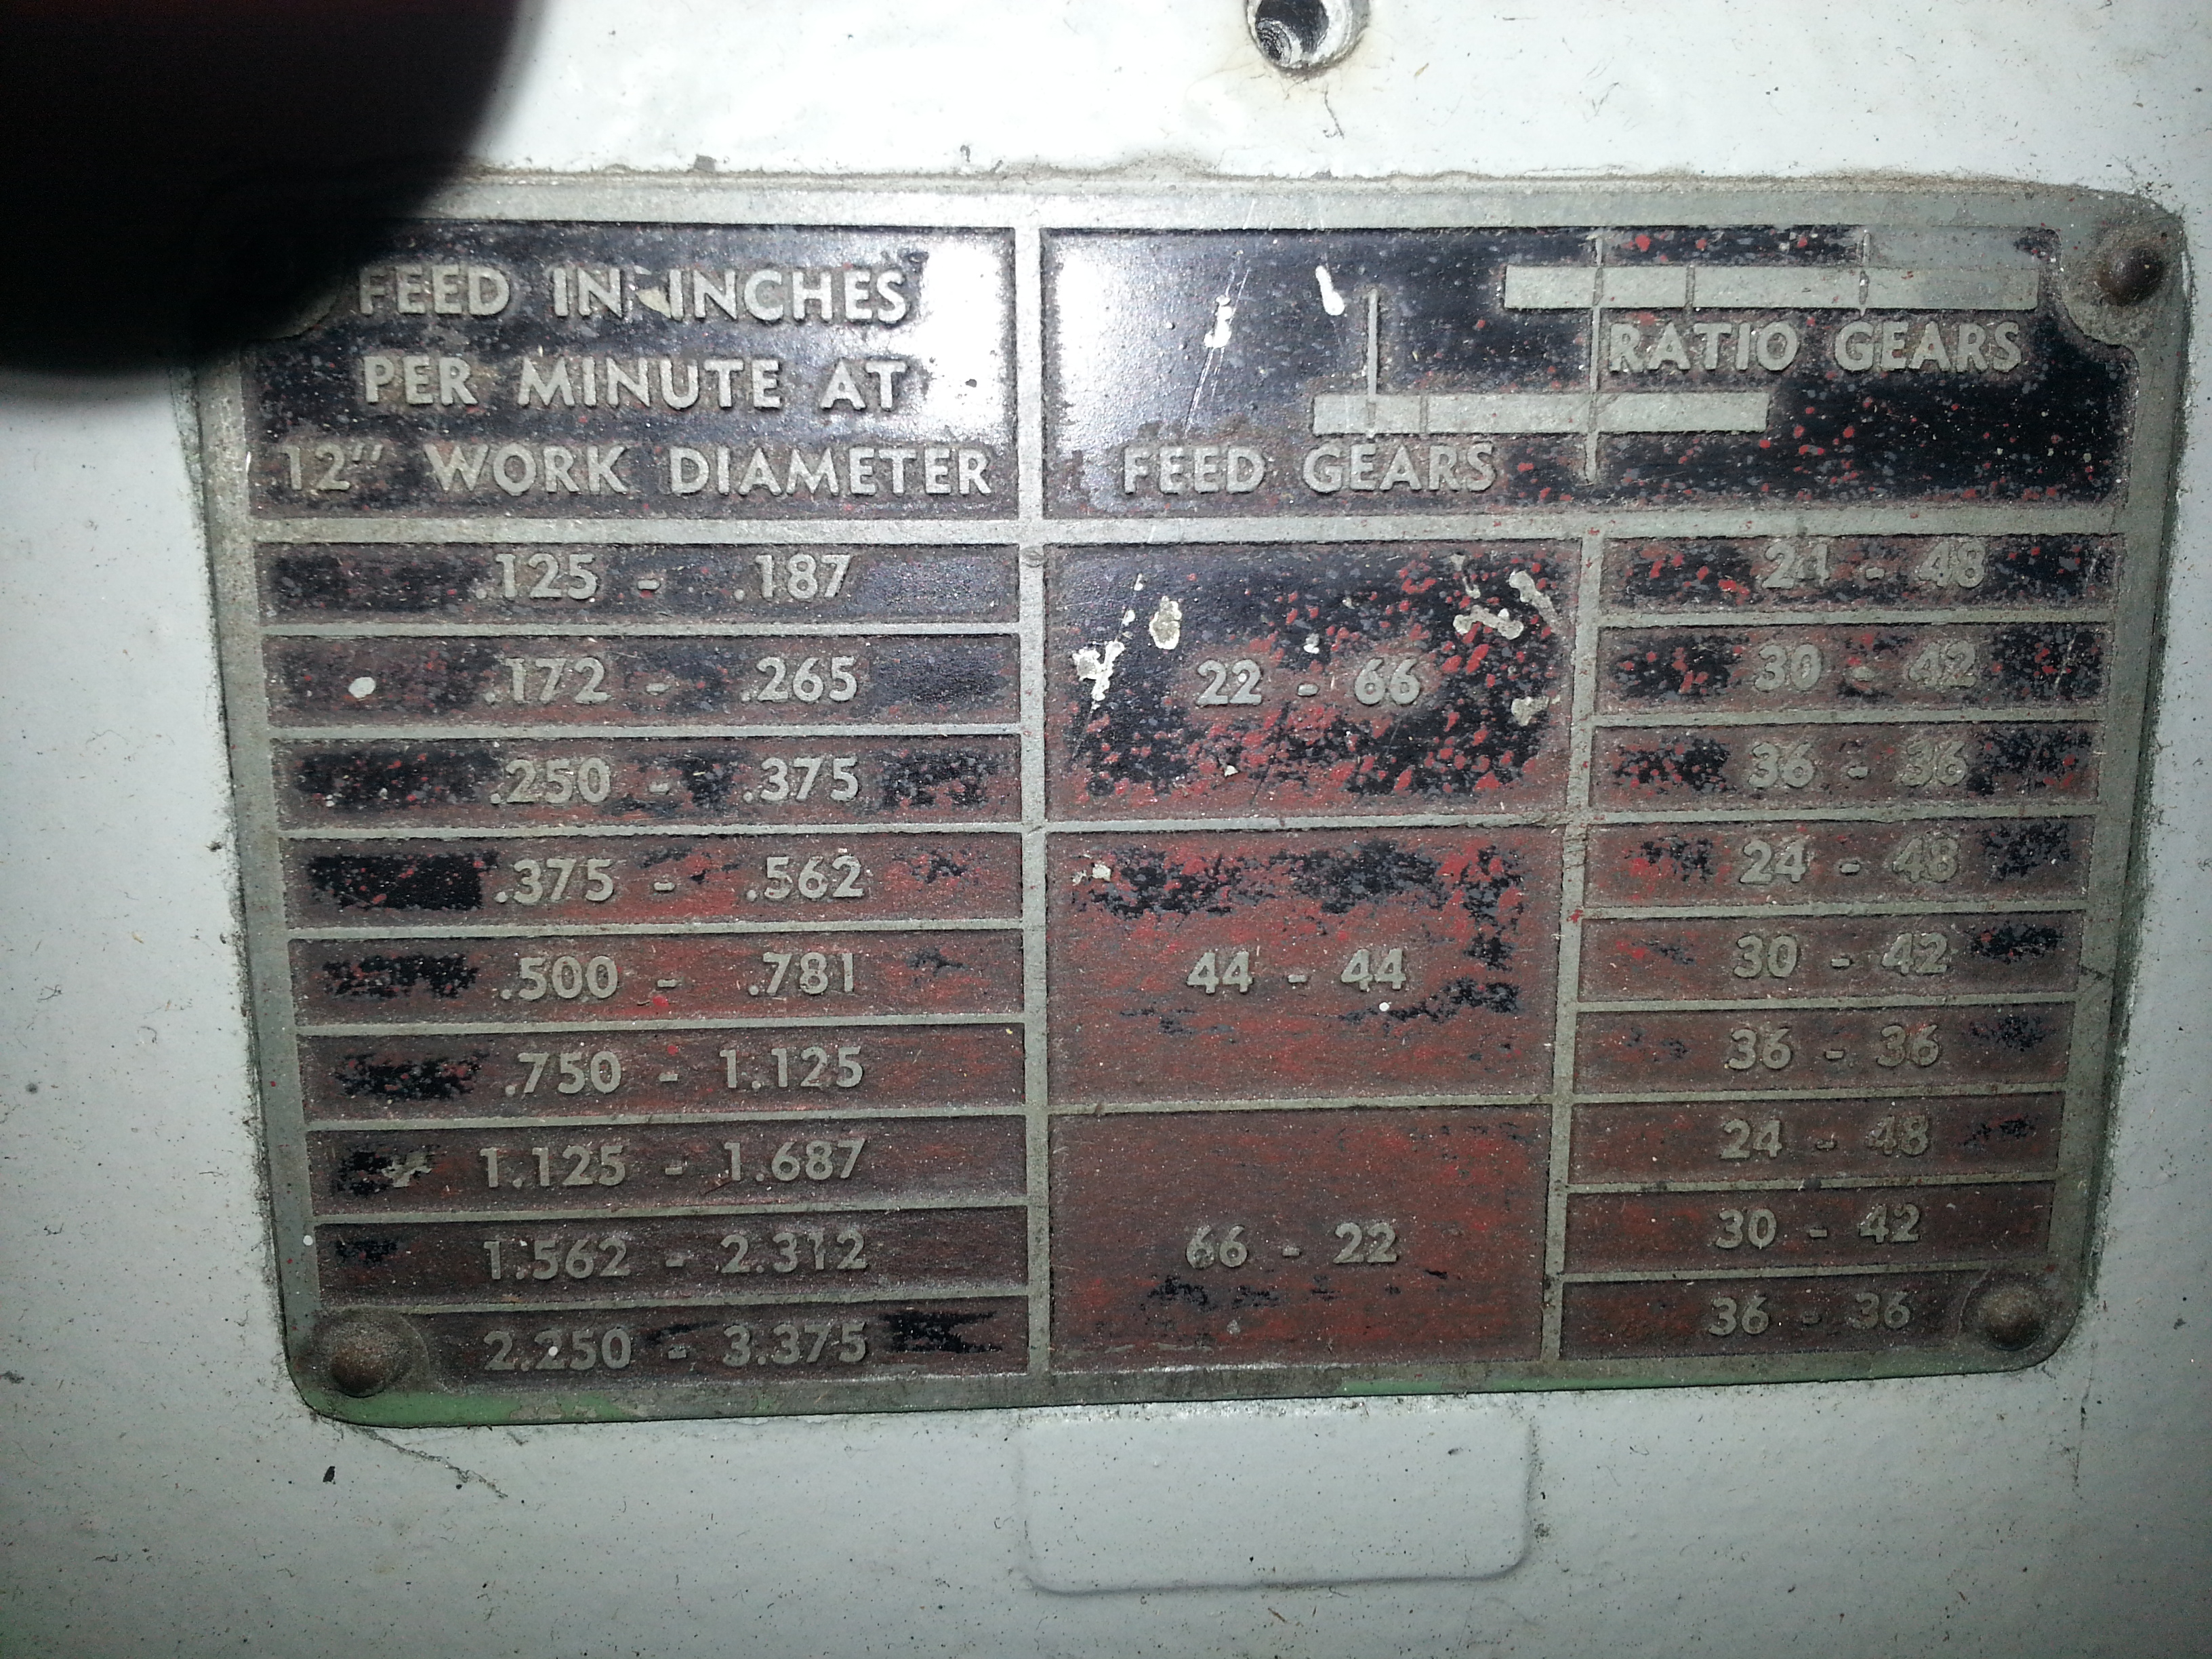 FEED IN INCHES
PER MINUTE AT
12" WORK DIAMETER
RATIO GEARS
FEED GEARS
.125 - .187
24 - 48
.172 - .265
22 - 66
30 - 42
.250 - .375
36 - 36
.375 - .562
24 - 48
.500 - .781
44 - 44
30 - 42
.750 - 1.125
36 - 36
1.125 - 1.687
24 - 48
1.562 - 2.312
66 - 22
30 - 42
2.250 - 3.375
36 - 36